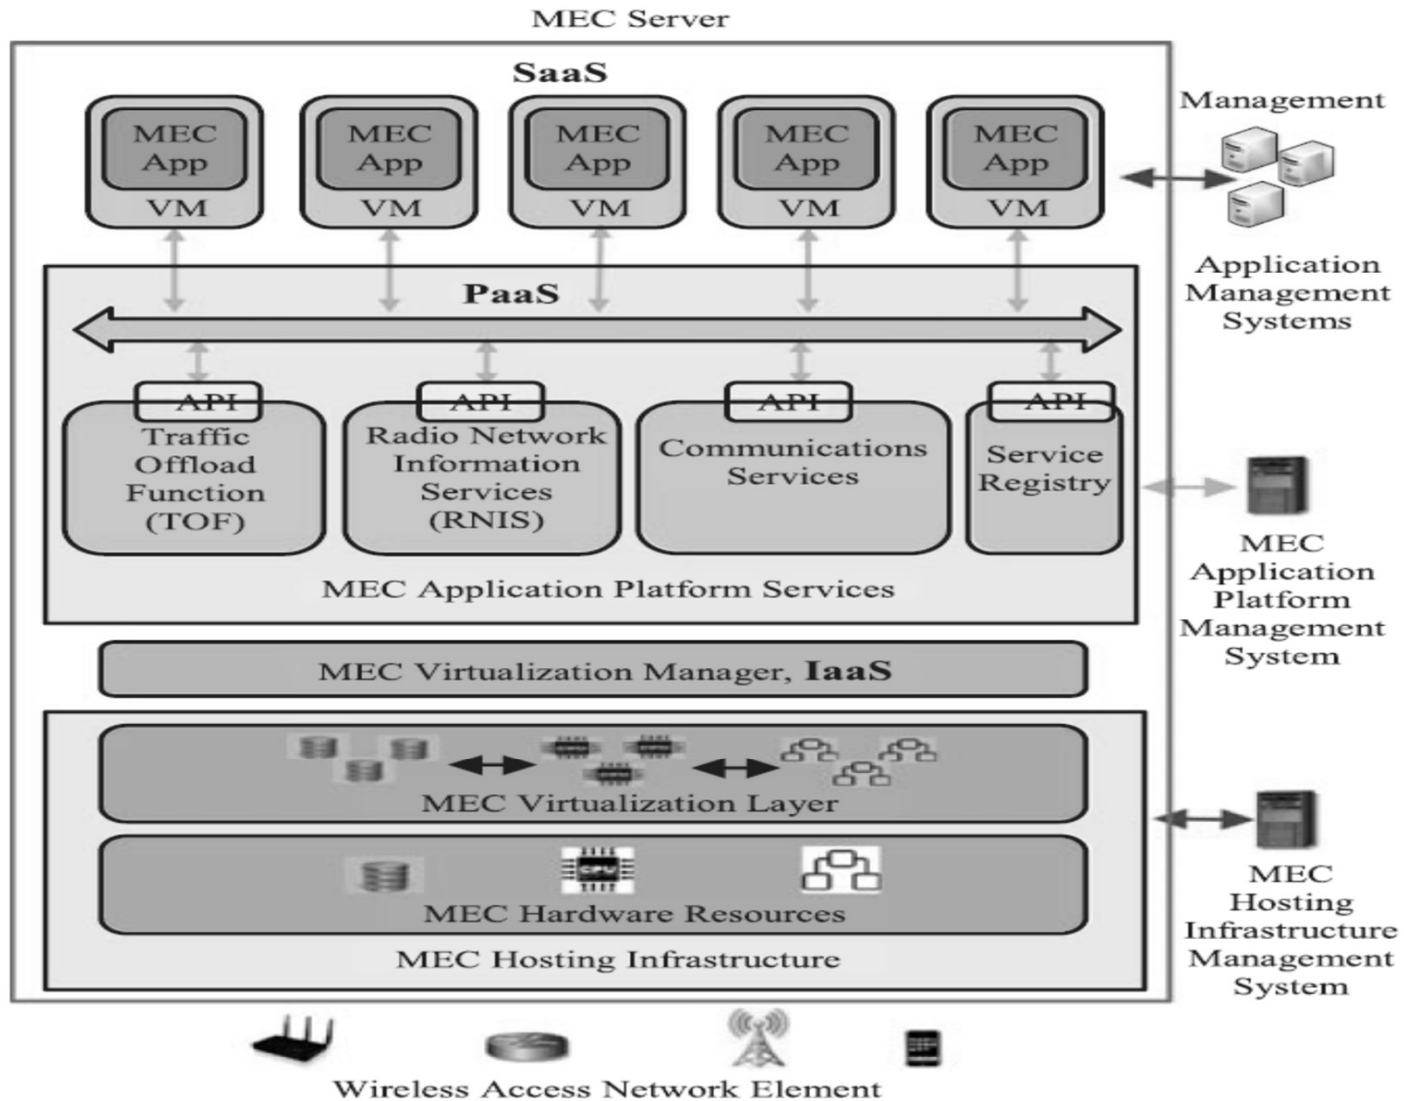 MEC Server
SaaS
MEC
App
VM
MEC
App
VM
MEC
App
VM
MEC
App
VM
MEC
App
VM
Management
Application
Management
Systems
PaaS
API
Traffic
Offload
Function
(TOF)
API
Radio Network
Information
Services
(RNIS)
API
Communications
Services
API
Service
Registry
MEC Application Platform Services
MEC
Application
Platform
Management
System
MEC Virtualization Manager, IaaS
MEC Virtualization Layer
CPU
MEC Hardware Resources
MEC Hosting Infrastructure
MEC
Hosting
Infrastructure
Management
System
Wireless Access Network Element